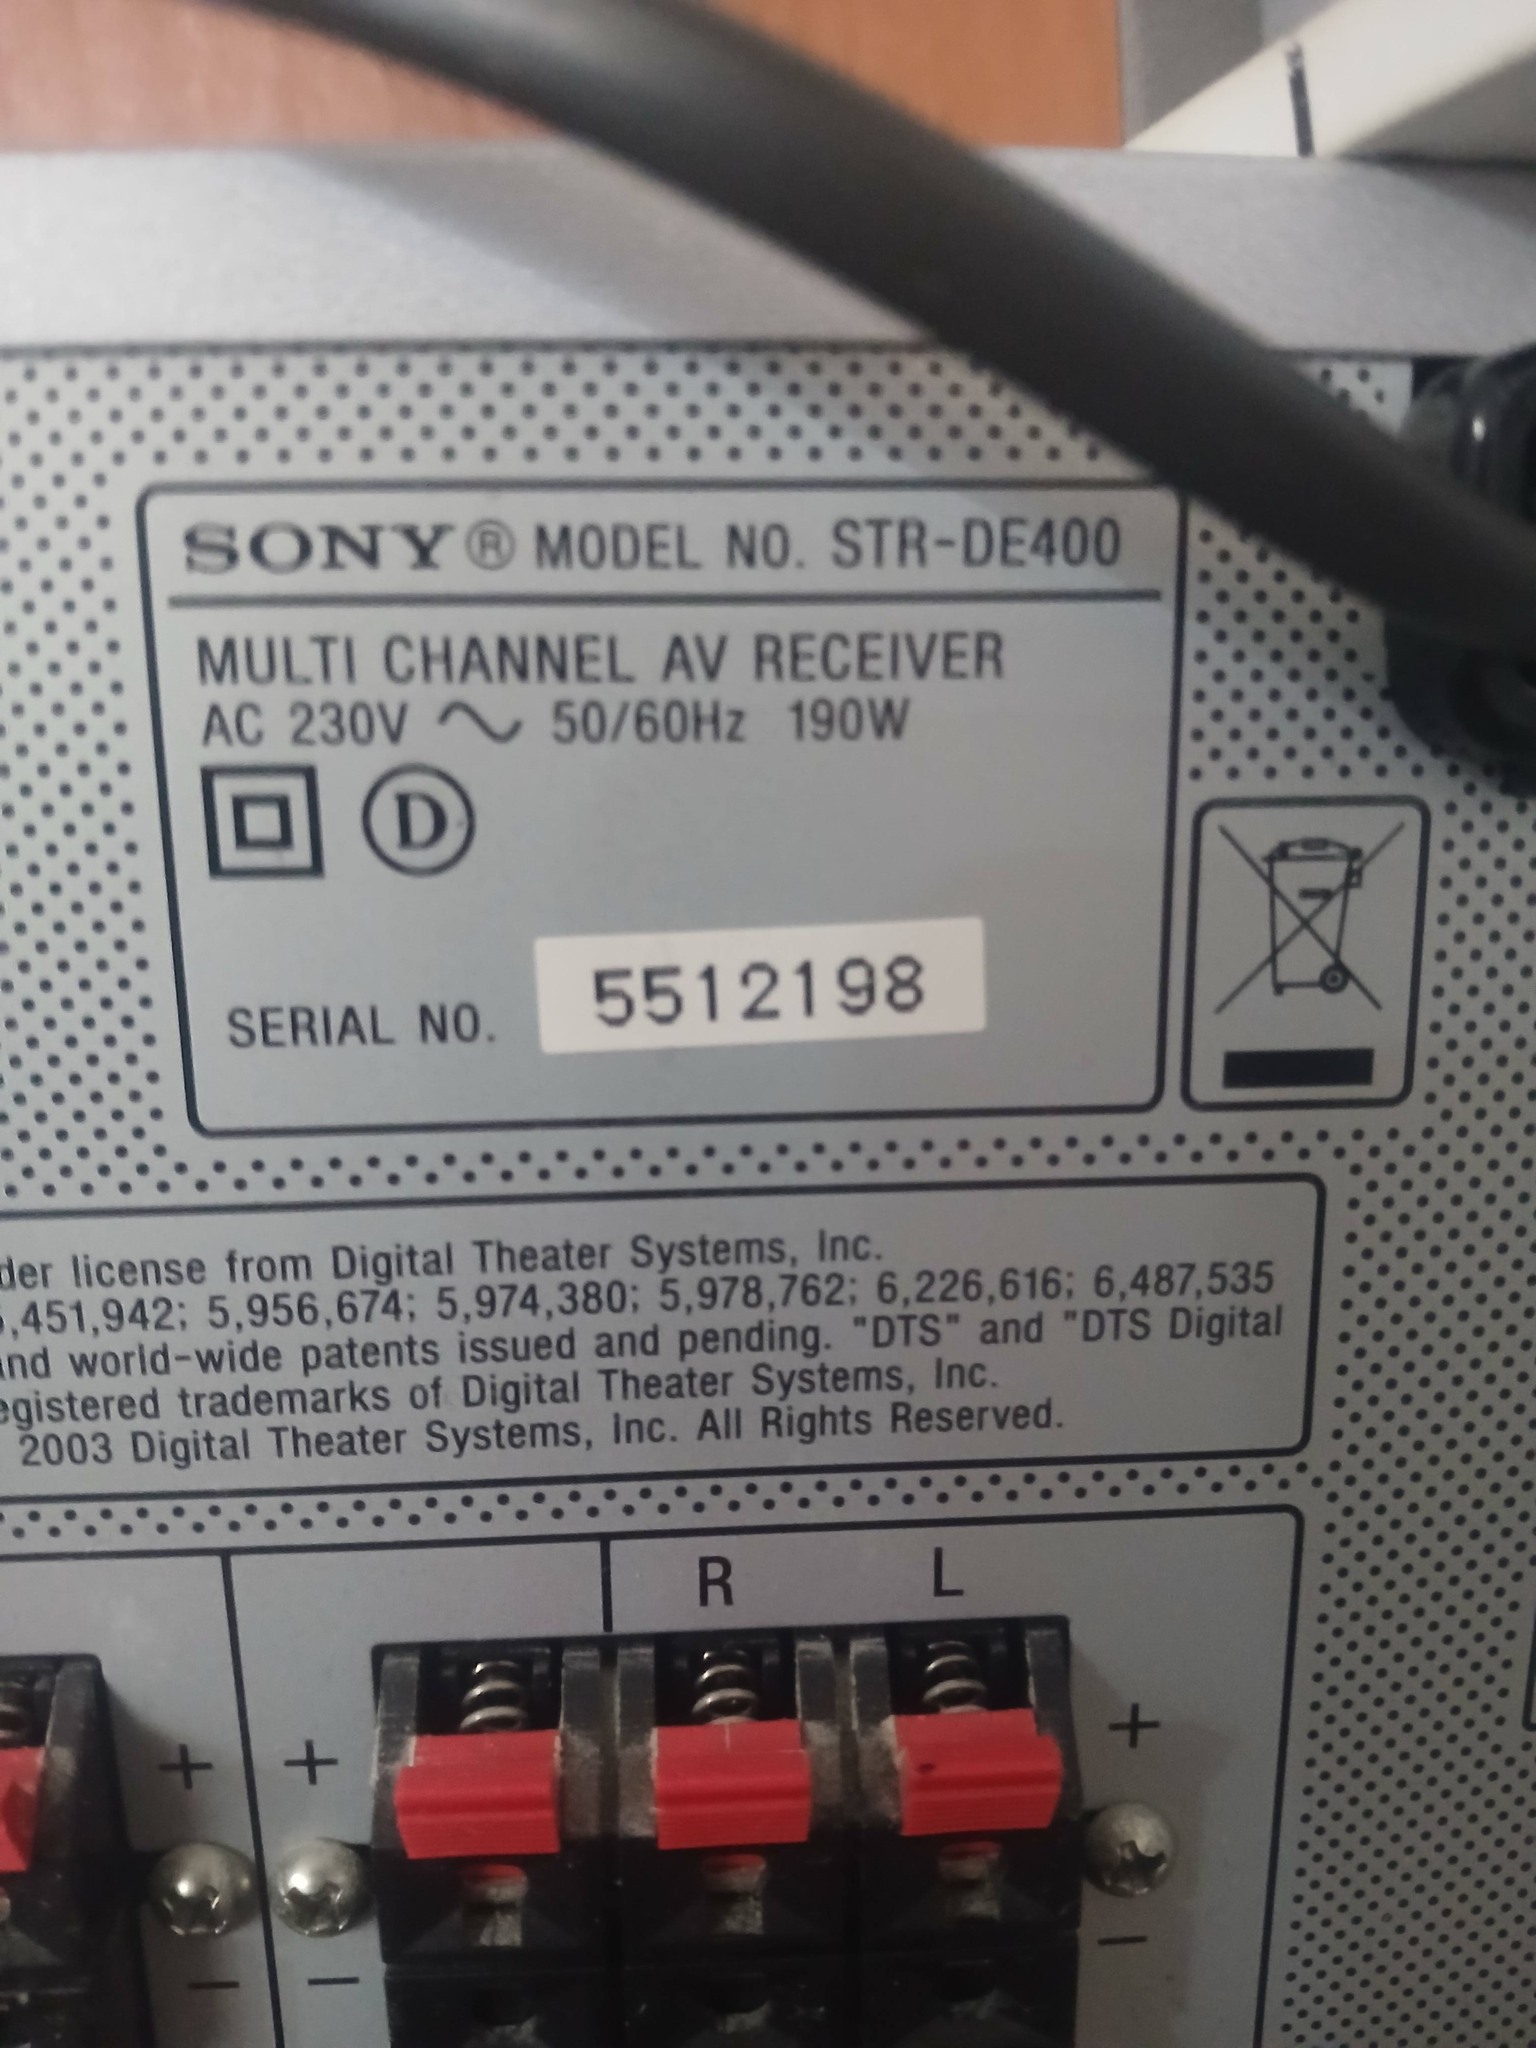 SONY® MODEL NO. STR-DE400
MULTI CHANNEL AV RECEIVER
AC 230V ~ 50/60Hz 190W
D
SERIAL NO. 5512198
license from Digital Theater Systems, Inc.
,451,942; 5,956,674; 5,974,380; 5,978,762; 6,226,616; 6,487,535
world-wide patents issued and pending. "DTS" and "DTS Digital
trademarks of Digital Theater Systems, Inc.
2003 Digital Theater Systems, Inc. All Rights Reserved.
R L
+ + +
- - -